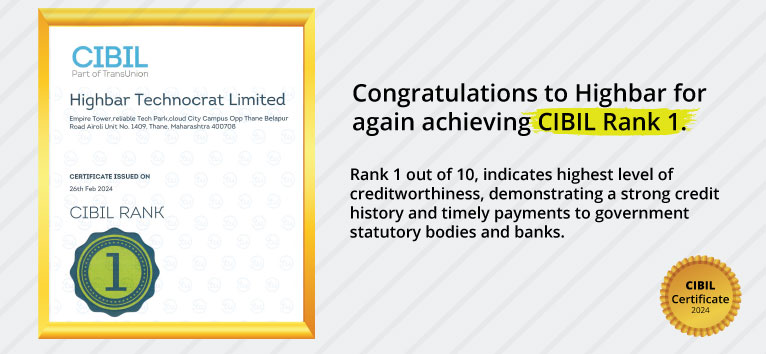 CIBIL
Part of TransUnion
Highbar Technocrat Limited
Empire Tower,reliable Tech Park,cloud City Campus Opp Thane Belapur
Road Airoli Unit No. 1409, Thane, Maharashtra 400708
CERTIFICATE ISSUED ON
26th Feb 2024
CIBIL RANK
1
Congratulations to Highbar for
again achieving CIBIL Rank 1.
Rank 1 out of 10, indicates highest level of
creditworthiness, demonstrating a strong credit
history and timely payments to government
statutory bodies and banks.
CIBIL
Certificate
2024